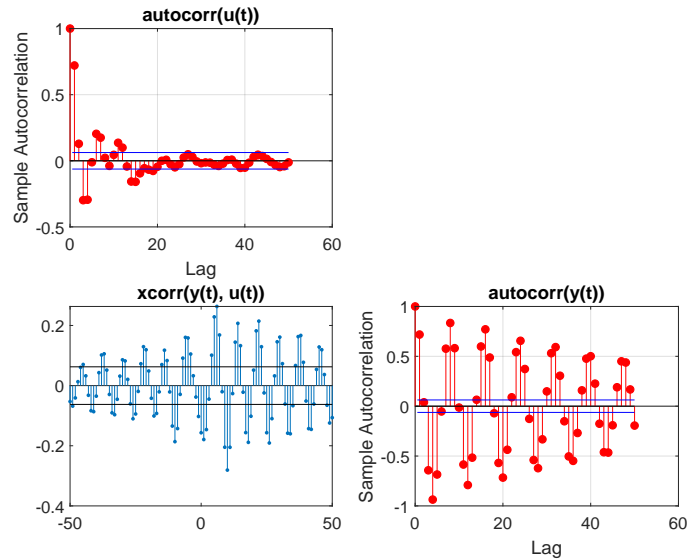 autocorr(u(t))
1
0.5
0
-0.5
Sample Autocorrelation
0 20 40 60
Lag
xcorr(y(t), u(t))
0.2
0
-0.2
-0.4
-50 0 50
autocorr(y(t))
1
0.5
0
-0.5
-1
Sample Autocorrelation
0 20 40 60
Lag